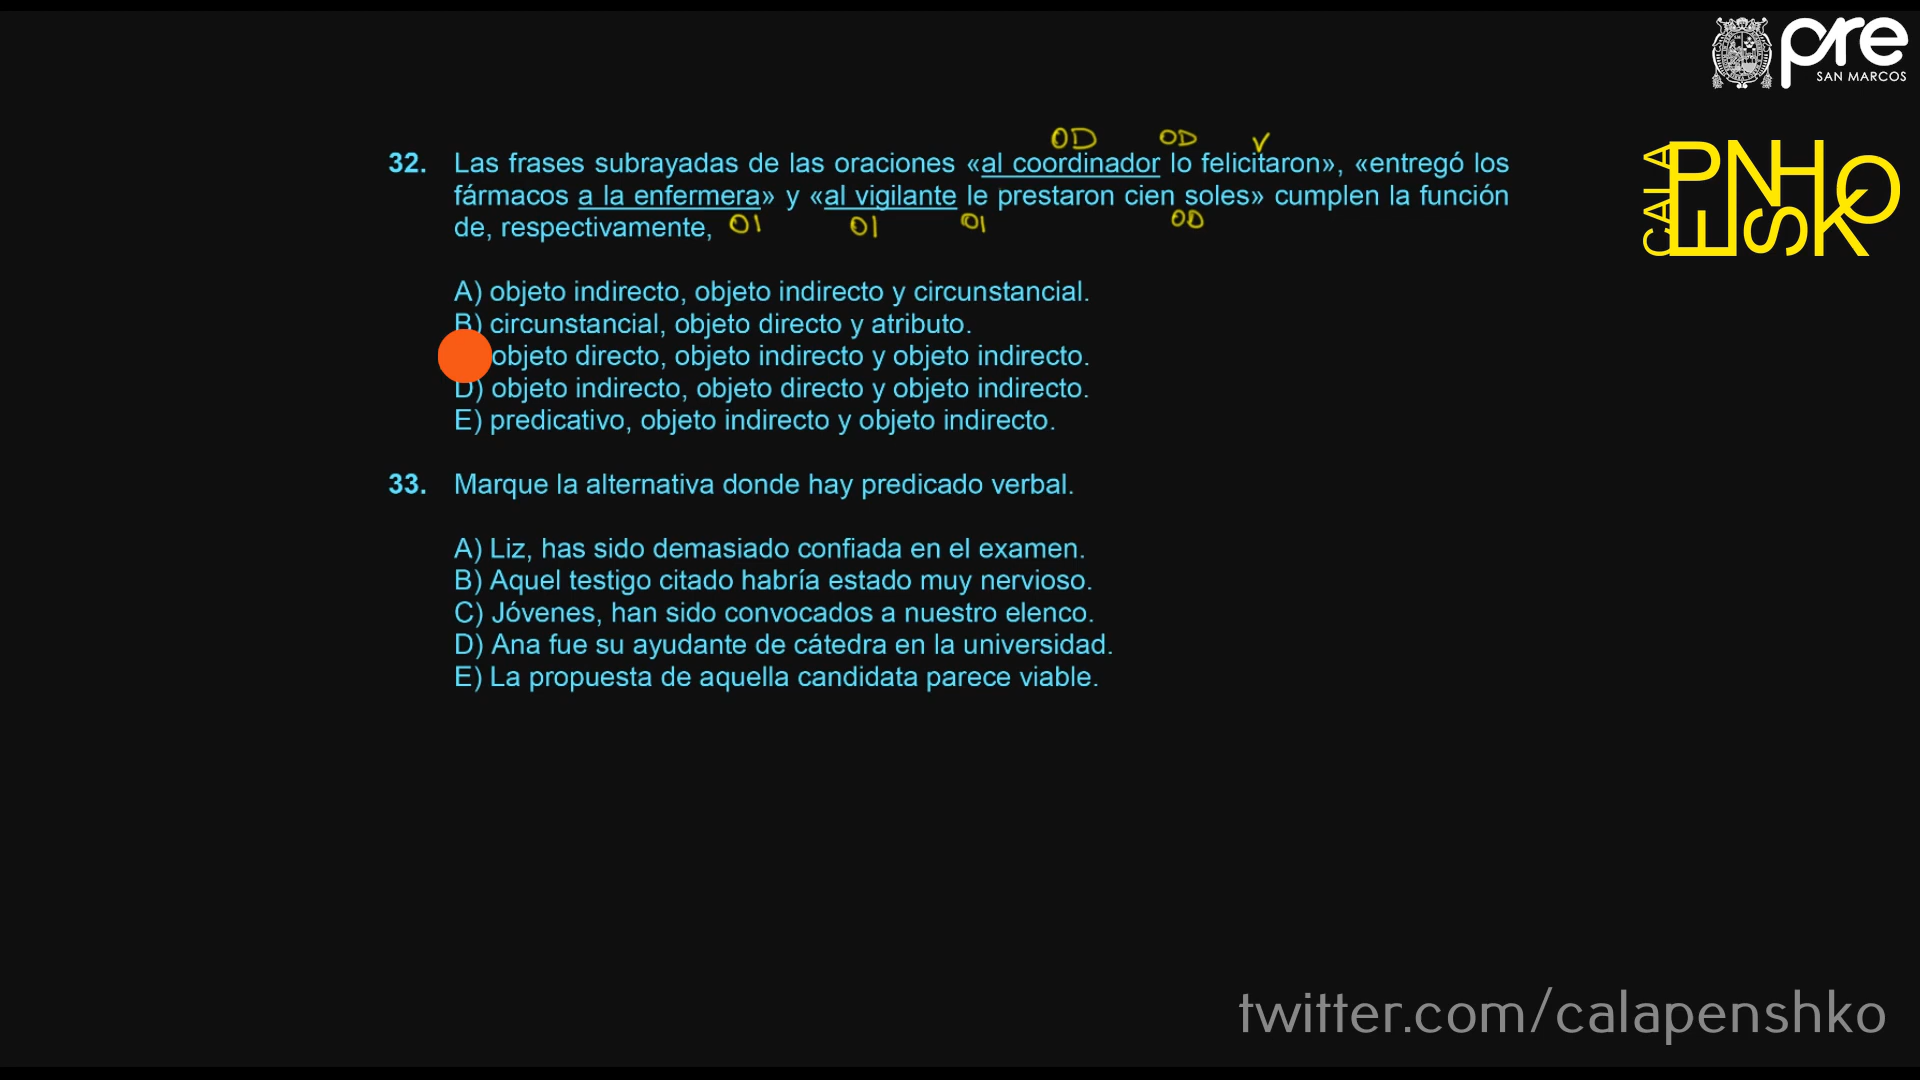 pre
SAN MARCOS
CALA
PENSHKO
OD OD V
32. Las frases subrayadas de las oraciones «al coordinador lo felicitaron», «entregó los
fármacos a la enfermera» y «al vigilante le prestaron cien soles» cumplen la función
de, respectivamente, OI OI OI OD
A) objeto indirecto, objeto indirecto y circunstancial.
B) circunstancial, objeto directo y atributo.
objeto directo, objeto indirecto y objeto indirecto.
D) objeto indirecto, objeto directo y objeto indirecto.
E) predicativo, objeto indirecto y objeto indirecto.
33. Marque la alternativa donde hay predicado verbal.
A) Liz, has sido demasiado confiada en el examen.
B) Aquel testigo citado habría estado muy nervioso.
C) Jóvenes, han sido convocados a nuestro elenco.
D) Ana fue su ayudante de cátedra en la universidad.
E) La propuesta de aquella candidata parece viable.
twitter.com/calapenshko